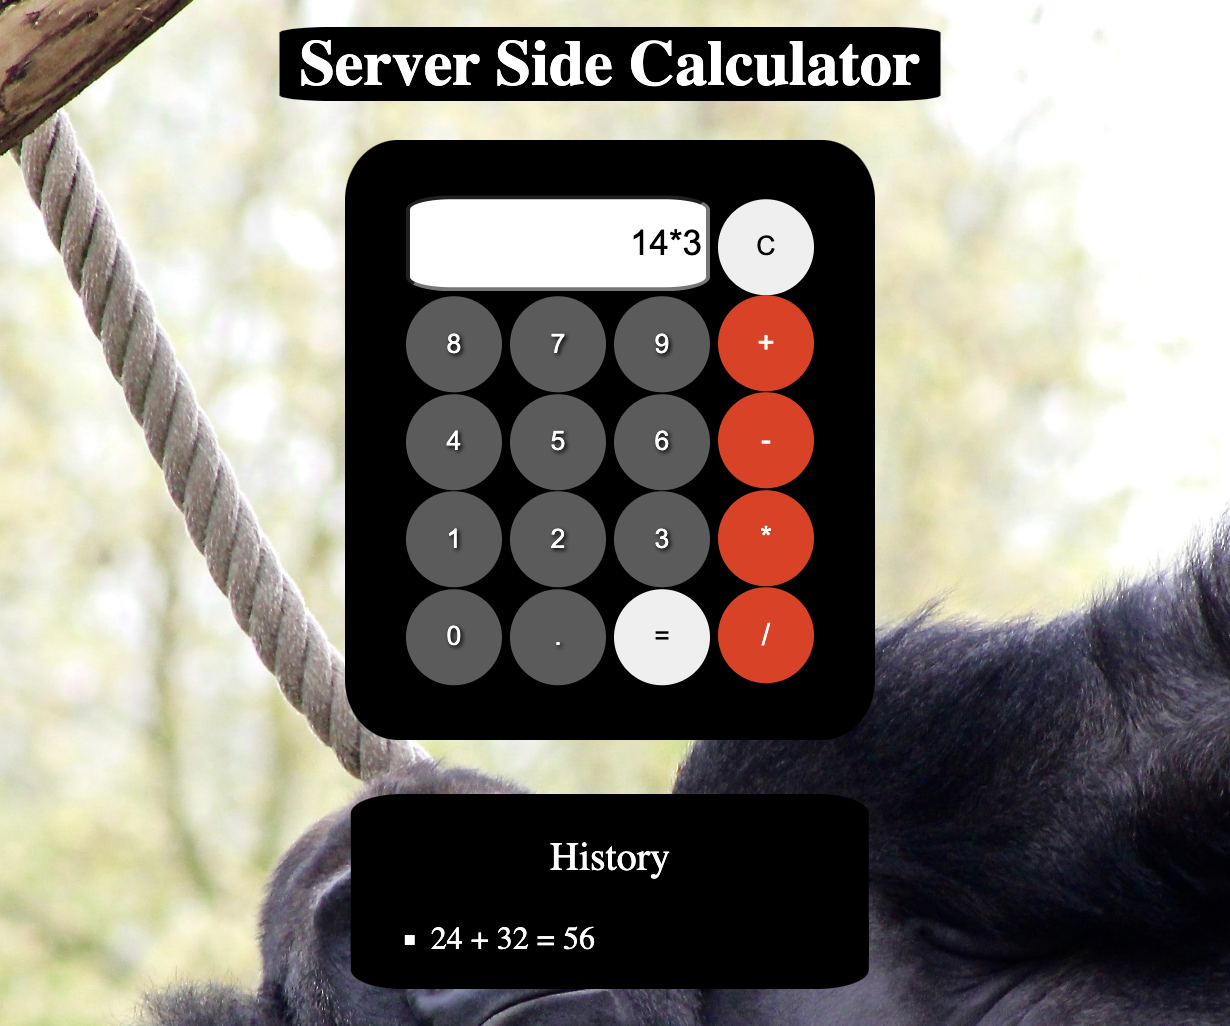 Server Side Calculator
14*3 C
8 7 9 +
4 5 6 -
1 2 3 *
0 . = /
History
24 + 32 = 56